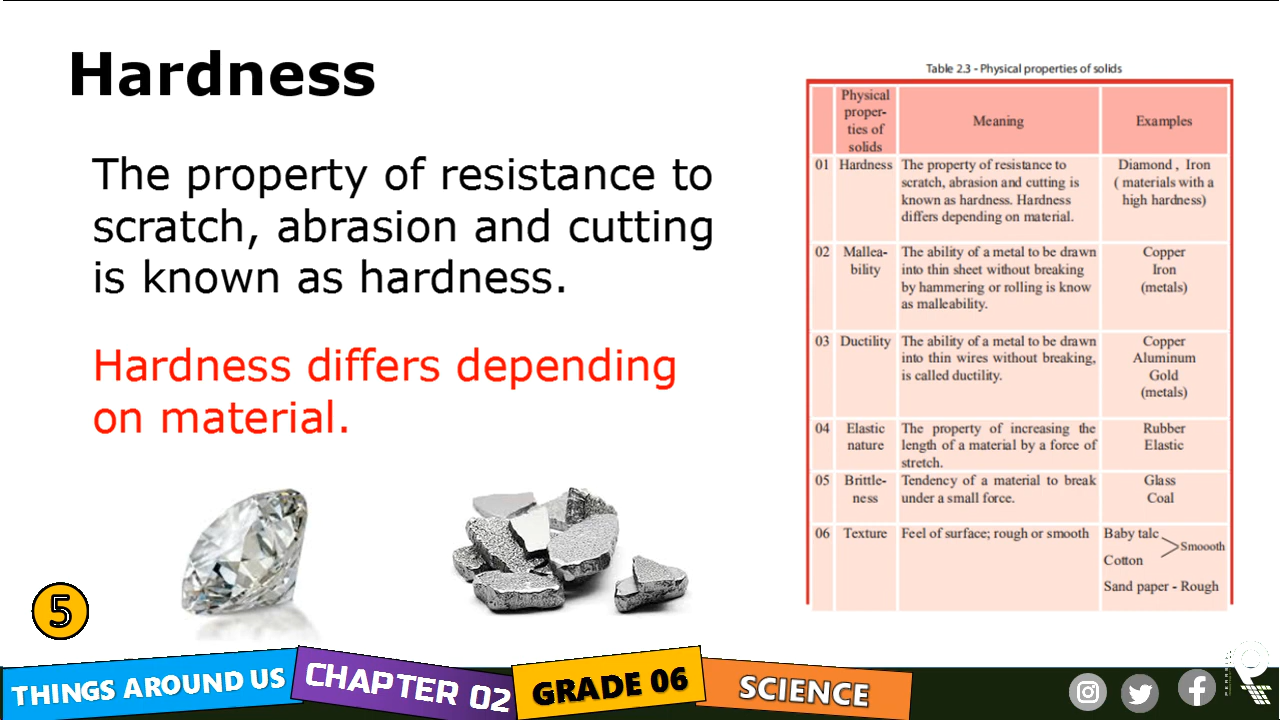 Hardness
The property of resistance to
scratch, abrasion and cutting
is known as hardness.
Hardness differs depending
on material.
Table 2.3 - Physical properties of solids
Physical
proper-
ties of
solids
Meaning
Examples
01 Hardness
The property of resistance to
scratch, abrasion and cutting is
known as hardness. Hardness
differs depending on material.
Diamond , Iron
( materials with a
high hardness)
02 Mallea-
bility
The ability of a metal to be drawn
into thin sheet without breaking
by hammering or rolling is know
as malleability.
Copper
Iron
(metals)
03 Ductility
The ability of a metal to be drawn
into thin wires without breaking,
is called ductility.
Copper
Aluminum
Gold
(metals)
04 Elastic
nature
The property of increasing the
length of a material by a force of
stretch.
Rubber
Elastic
05 Brittle-
ness
Tendency of a material to break
under a small force.
Glass
Coal
06 Texture
Feel of surface; rough or smooth
Baby talc
Cotton
Smoooth
Sand paper - Rough
5
THINGS AROUND US
CHAPTER 02
GRADE 06
SCIENCE